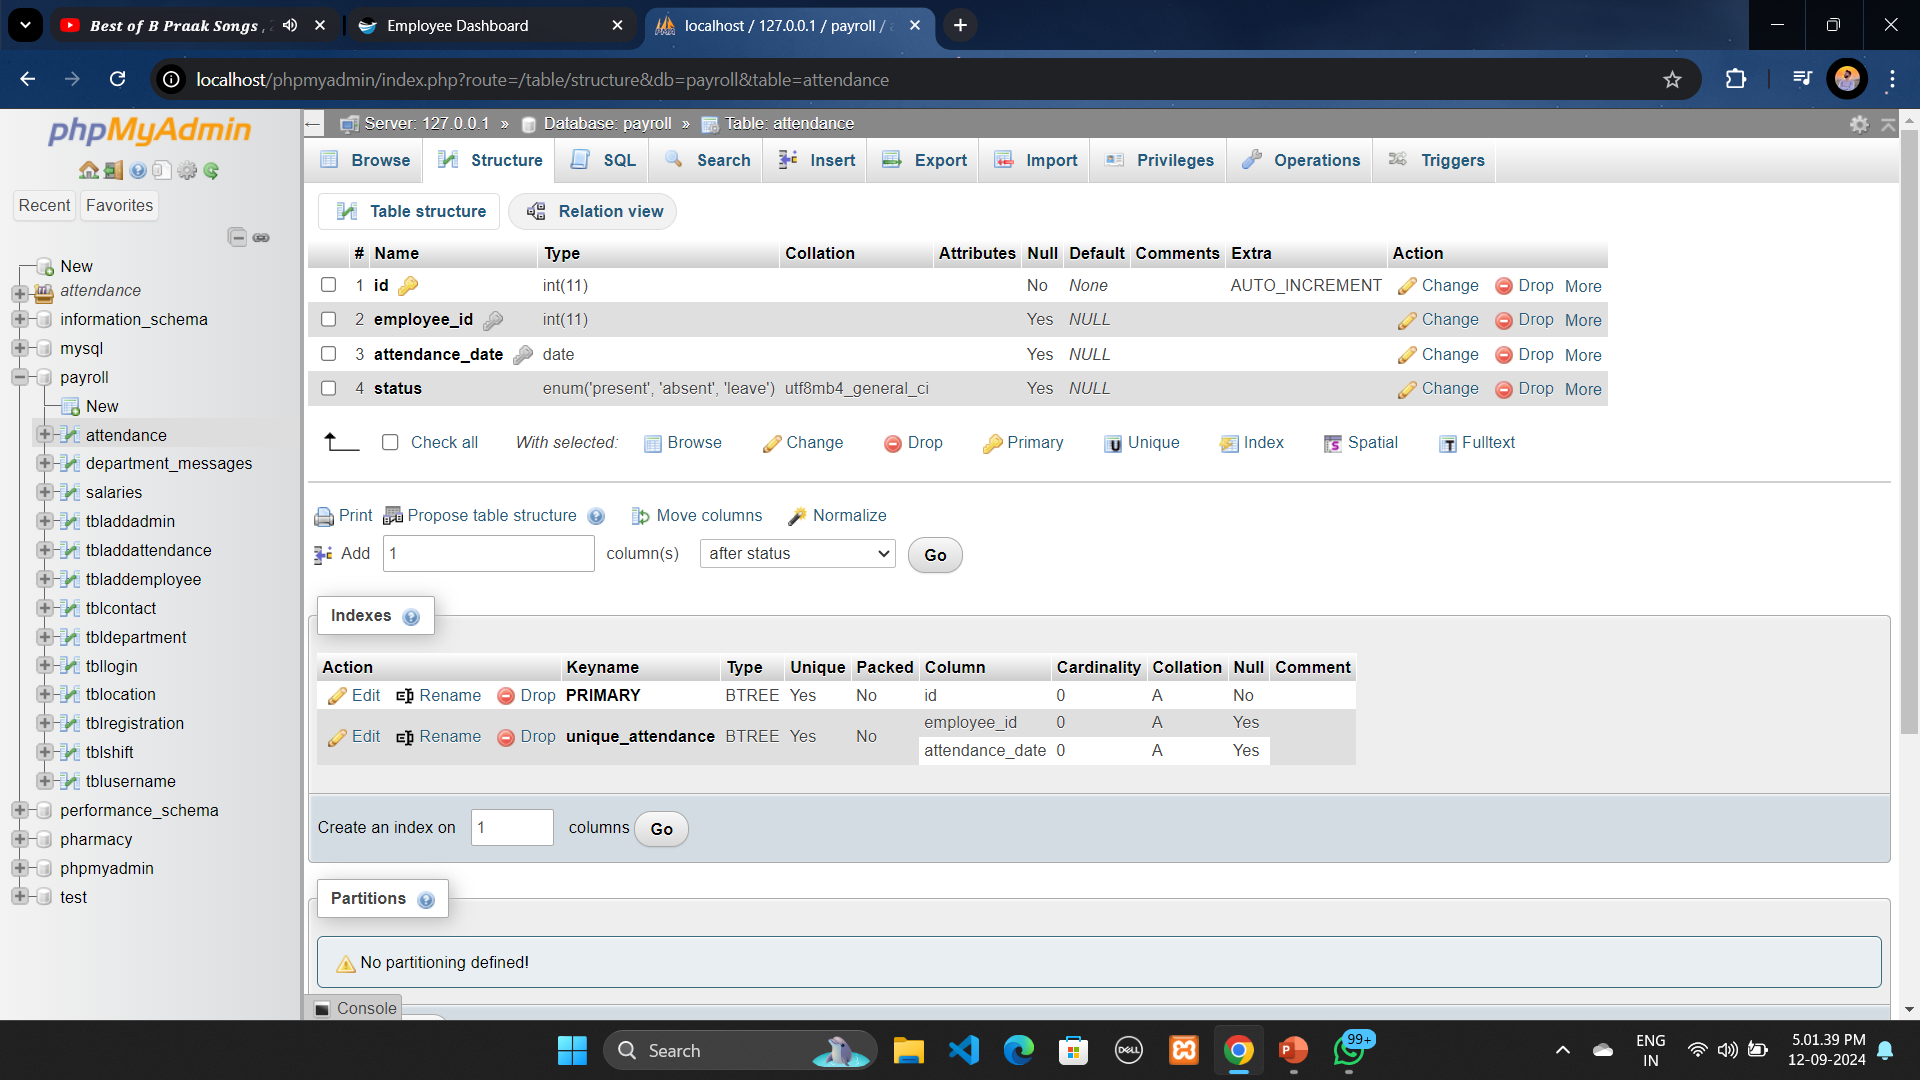 Best of B Praak Songs
Employee Dashboard
localhost / 127.0.0.1 / payroll /
localhost/phpmyadmin/index.php?route=/table/structure&db=payroll&table=attendance
phpMyAdmin
Recent Favorites
New
attendance
information_schema
mysql
payroll
New
attendance
department_messages
salaries
tbladdadmin
tbladdattendance
tbladdemployee
tblcontact
tbldepartment
tbllogin
tblocation
tblregistration
tblshift
tblusername
performance_schema
pharmacy
phpmyadmin
test
Server: 127.0.0.1 » Database: payroll » Table: attendance
Browse Structure SQL Search Insert Export Import Privileges Operations Triggers
Table structure Relation view
# Name Type Collation Attributes Null Default Comments Extra Action
1 id int(11) No None AUTO_INCREMENT Change Drop More
2 employee_id int(11) Yes NULL Change Drop More
3 attendance_date date Yes NULL Change Drop More
4 status enum('present', 'absent', 'leave') utf8mb4_general_ci Yes NULL Change Drop More
Check all With selected: Browse Change Drop Primary Unique Index Spatial Fulltext
Print Propose table structure Move columns Normalize
Add 1 column(s) after status Go
Indexes
Action Keyname Type Unique Packed Column Cardinality Collation Null Comment
Edit Rename Drop PRIMARY BTREE Yes No id 0 A No
Edit Rename Drop unique_attendance BTREE Yes No employee_id 0 A Yes
attendance_date 0 A Yes
Create an index on 1 columns Go
Partitions
No partitioning defined!
Console
Search
DELL
99+
ENG
IN
5.01.39 PM
12-09-2024